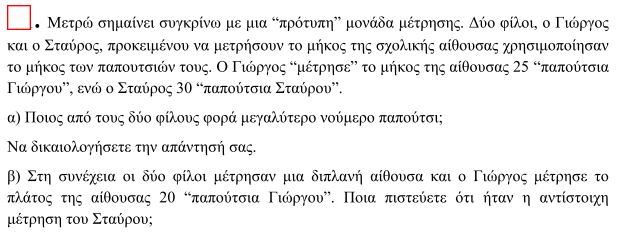 . Μετρώ σημαίνει συγκρίνω με μια “πρότυπη” μονάδα μέτρησης. Δύο φίλοι, ο Γιώργος
και ο Σταύρος, προκειμένου να μετρήσουν το μήκος της σχολικής αίθουσας χρησιμοποίησαν
το μήκος των παπουτσιών τους. Ο Γιώργος “μέτρησε” το μήκος της αίθουσας 25 “παπούτσια
Γιώργου”, ενώ ο Σταύρος 30 “παπούτσια Σταύρου”.
α) Ποιος από τους δύο φίλους φορά μεγαλύτερο νούμερο παπούτσι;
Να δικαιολογήσετε την απάντησή σας.
β) Στη συνέχεια οι δύο φίλοι μέτρησαν μια διπλανή αίθουσα και ο Γιώργος μέτρησε το
πλάτος της αίθουσας 20 “παπούτσια Γιώργου”. Ποια πιστεύετε ότι ήταν η αντίστοιχη
μέτρηση του Σταύρου;